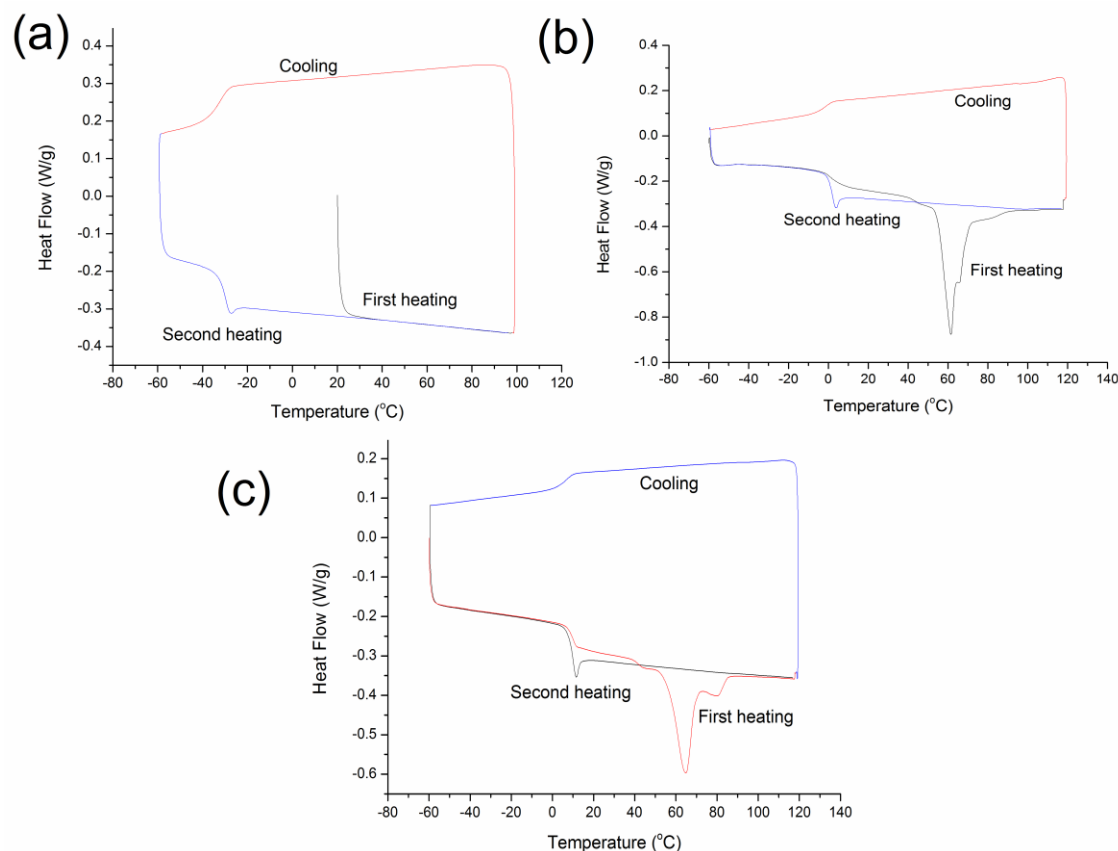 (a)
0.4
0.3
0.2
0.1
0.0
-0.1
-0.2
-0.3
-0.4
Heat Flow (W/g)
Cooling
First heating
Second heating
-80 -60 -40 -20 0 20 40 60 80 100 120
Temperature (°C)
(b)
0.4
0.2
0.0
-0.2
-0.4
-0.6
-0.8
-1.0
Heat Flow (W/g)
Cooling
Second heating
First heating
-80 -60 -40 -20 0 20 40 60 80 100 120 140
Temperature (°C)
(c)
0.2
0.1
0.0
-0.1
-0.2
-0.3
-0.4
-0.5
-0.6
Heat Flow (W/g)
Cooling
Second heating
First heating
-80 -60 -40 -20 0 20 40 60 80 100 120 140
Temperature (°C)